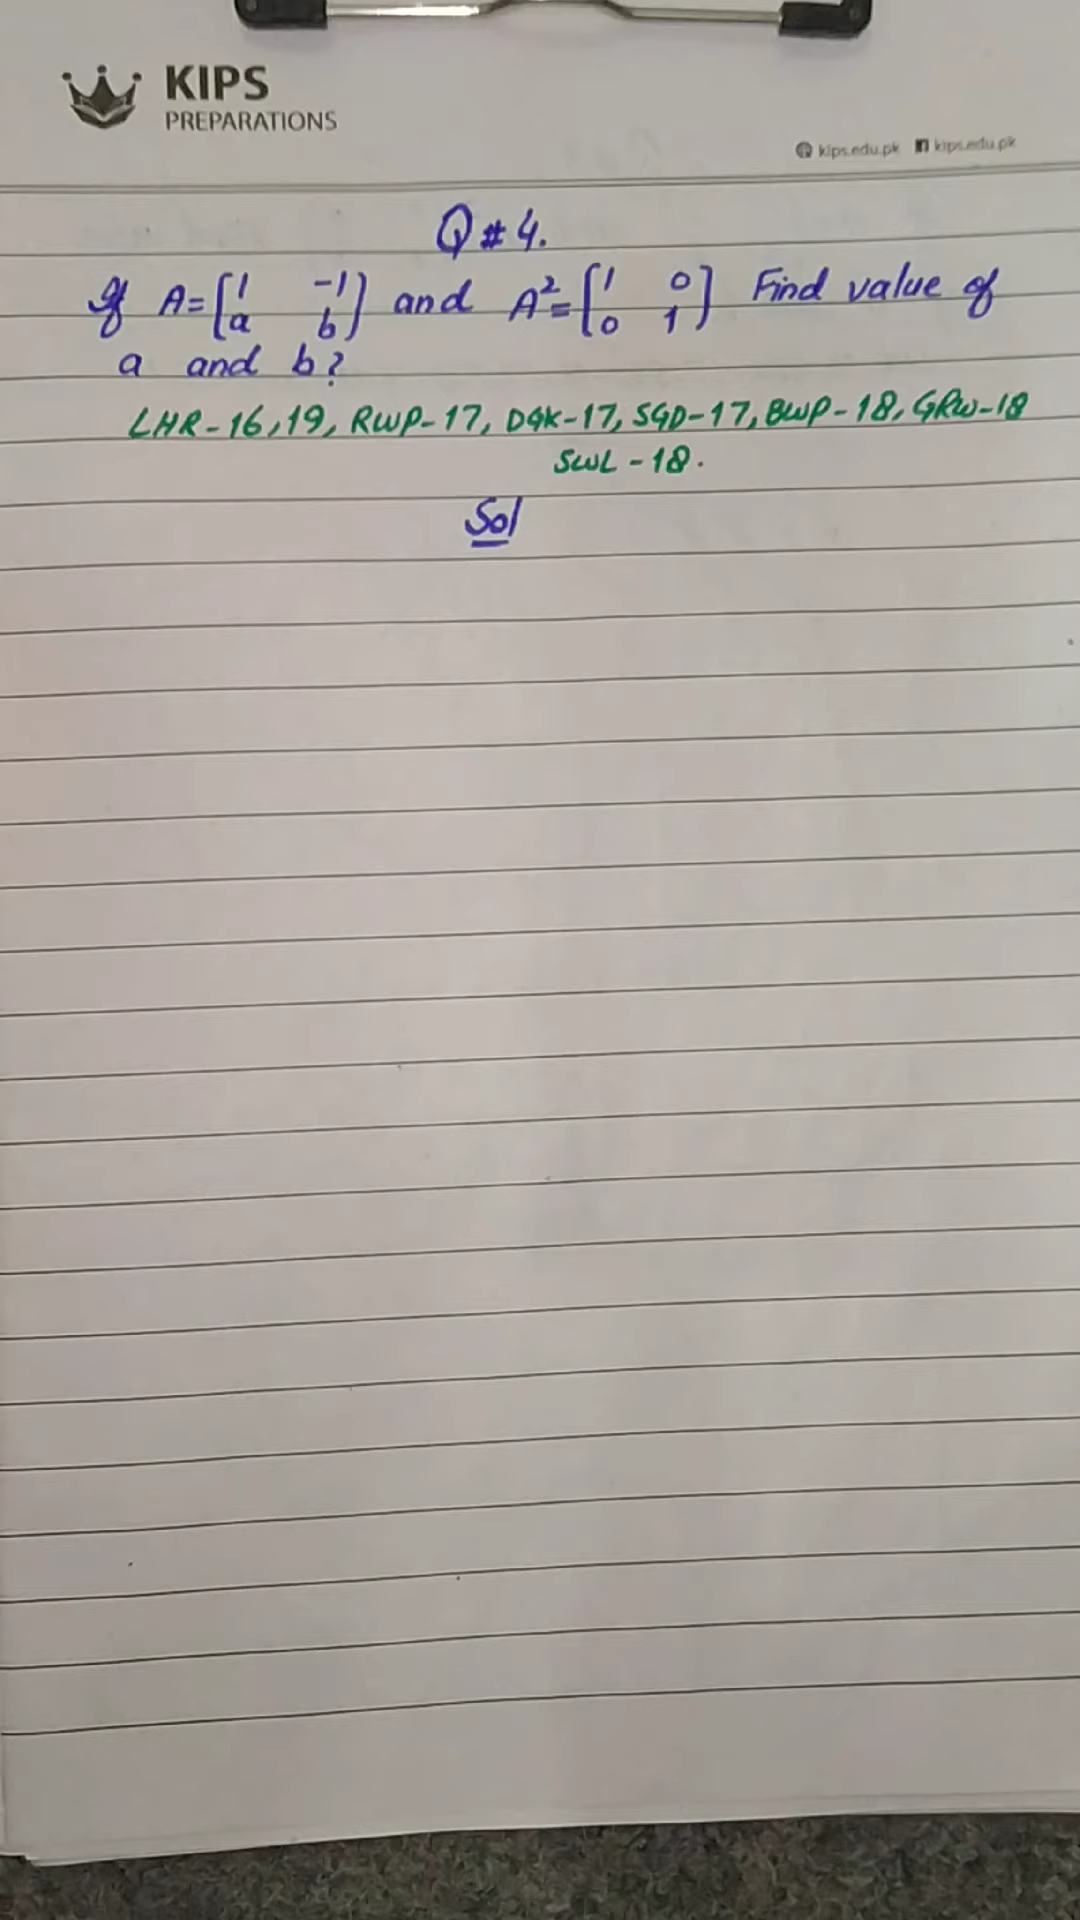 KIPS
PREPARATIONS
kips.edu.pk kips.edu.pk
Q # 4.
If A = [1 -1
a b] and A² = [1 0
0 1] Find value of
a and b?
LHR-16,19, RWP-17, DGK-17, SGD-17, BWP-18, GRW-18
SWL-18.
Sol